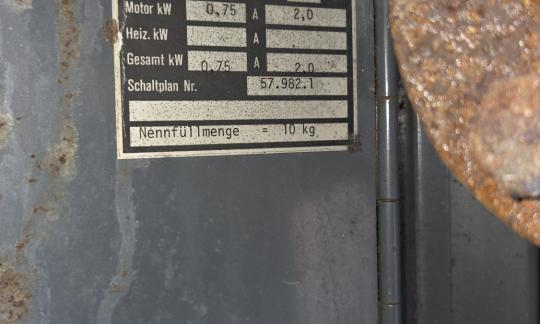 Motor kW 0,75 A 2,0
Heiz. kW A
Gesamt kW 0,75 A 2,0
Schaltplan Nr. 57.982.1
Nennfüllmenge = 10 kg